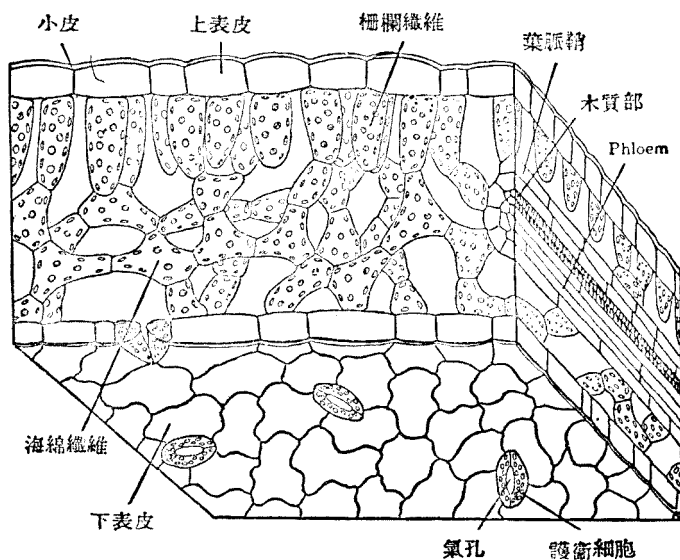 小皮
上表皮
柵欄纖維
葉脈鞘
木質部
Phloem
海綿纖維
下表皮
氣孔
護衛細胞